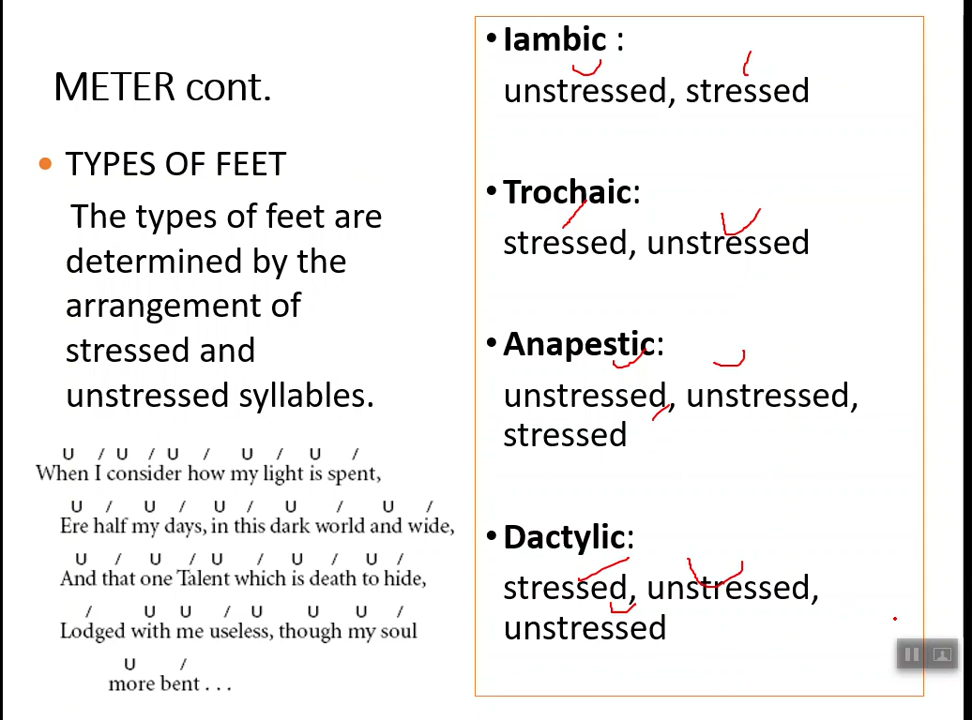 METER cont.
• TYPES OF FEET
The types of feet are
determined by the
arrangement of
stressed and
unstressed syllables.
U / U / U / U / U /
When I consider how my light is spent,
U / U / U / U / U /
Ere half my days, in this dark world and wide,
U / U / U / U / U /
And that one Talent which is death to hide,
/ U U / U U U /
Lodged with me useless, though my soul
U /
more bent . . .
• Iambic :
unstressed, stressed
• Trochaic:
stressed, unstressed
• Anapestic:
unstressed, unstressed,
stressed
• Dactylic:
stressed, unstressed,
unstressed